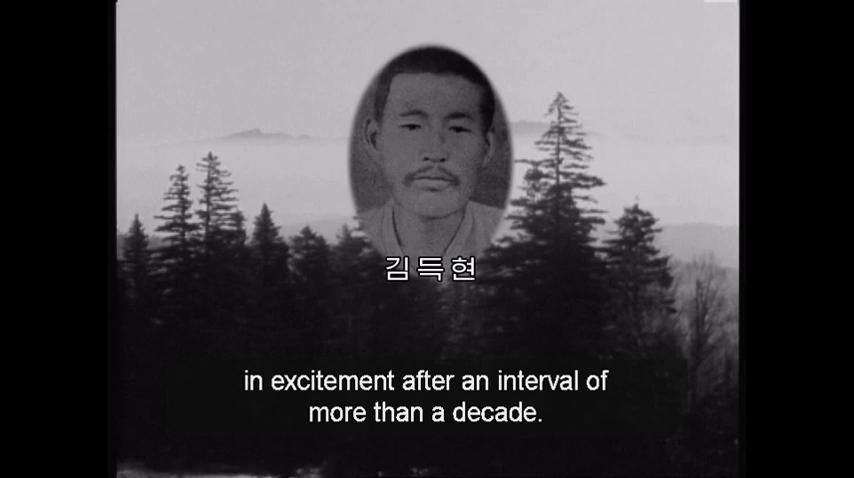 김득현
in excitement after an interval of
more than a decade.